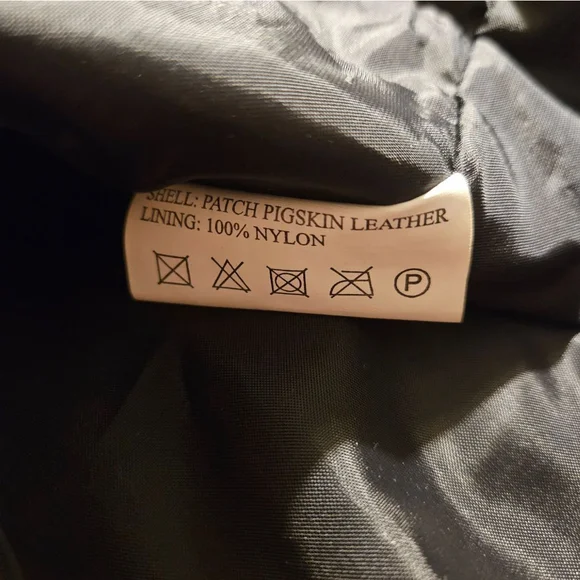 SHELL: PATCH PIGSKIN LEATHER
LINING: 100% NYLON
P